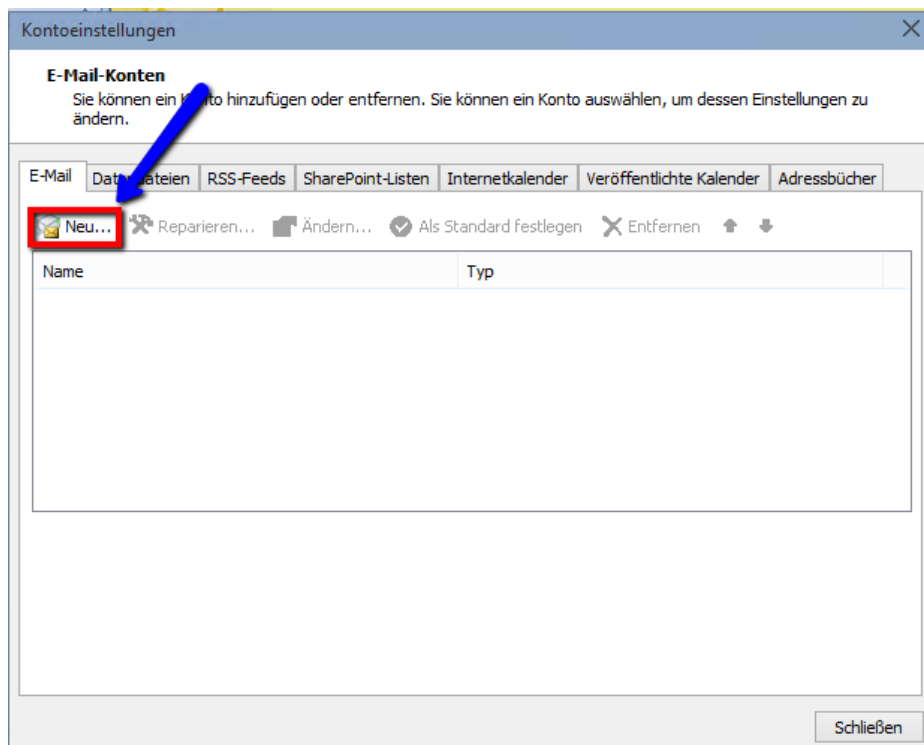 Kontoeinstellungen
E-Mail-Konten
Sie können ein Konto hinzufügen oder entfernen. Sie können ein Konto auswählen, um dessen Einstellungen zu
ändern.
E-Mail Datendateien RSS-Feeds SharePoint-Listen Internetkalender Veröffentlichte Kalender Adressbücher
Neu... Reparieren... Ändern... Als Standard festlegen Entfernen
Name Typ
Schließen